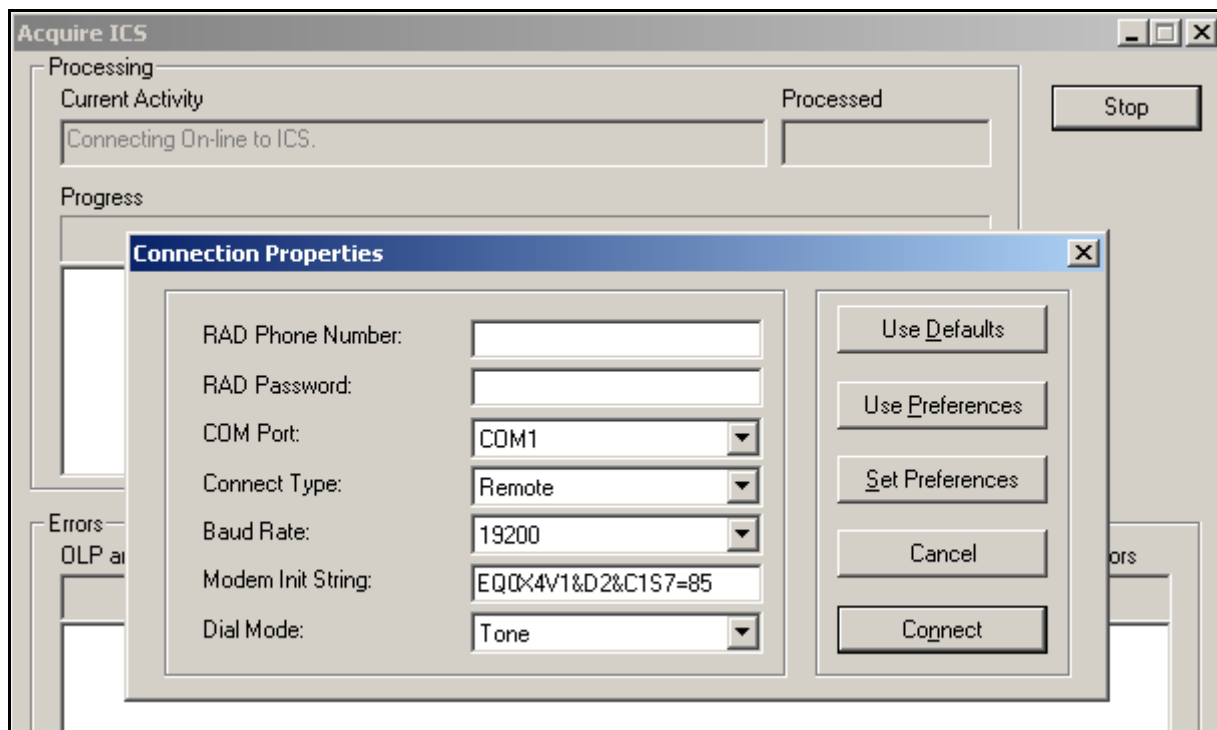 Acquire ICS
Processing
Current Activity
Processed
Stop
Connecting On-line to ICS.
Progress
Connection Properties
RAD Phone Number:
Use Defaults
RAD Password:
Use Preferences
COM Port:
COM1
Connect Type:
Remote
Set Preferences
Baud Rate:
19200
Errors
OLP
Cancel
Modem Init String:
EQ0X4V1&D2&C1S7=85
Dial Mode:
Tone
Connect